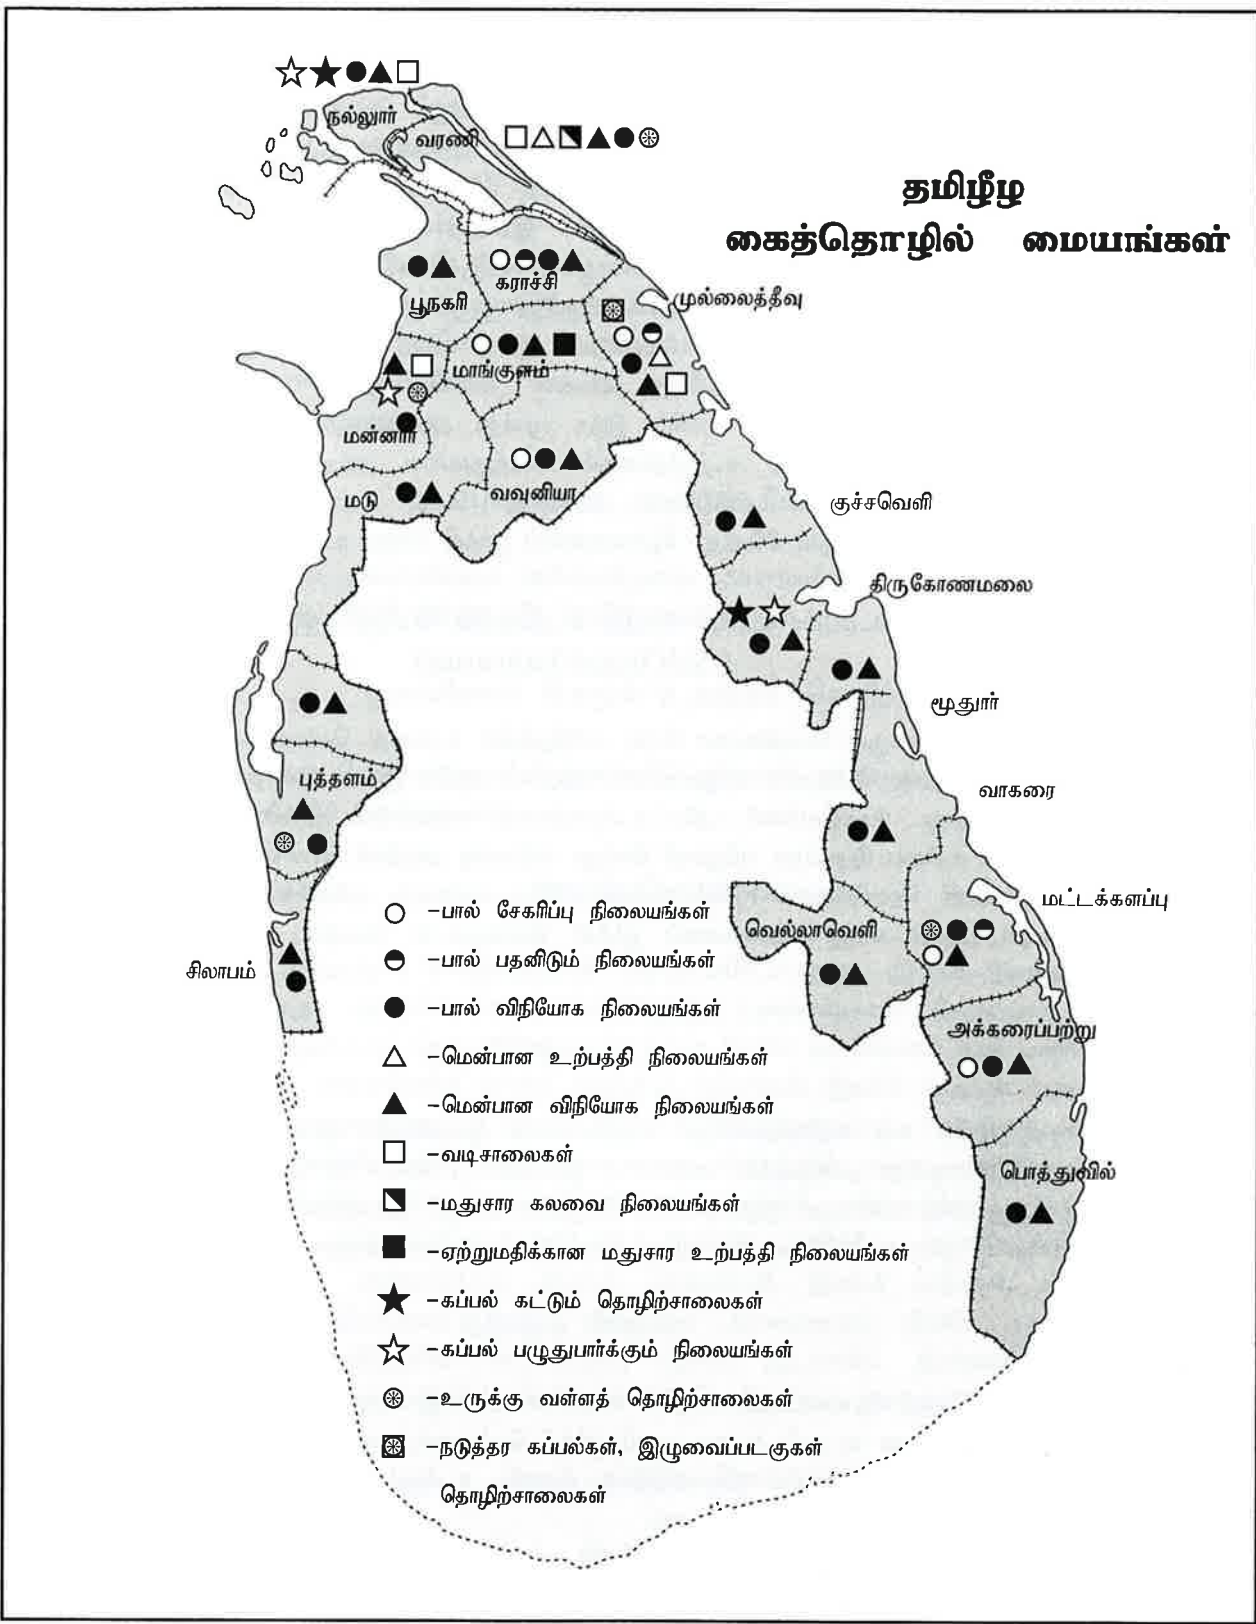 நல்லூர்
வரணி
தமிழீழ
கைத்தொழில் மையங்கள்
கராச்சி
பூநகரி
முல்லைத்தீவு
மாங்குளம்
மன்னார்
மடு
வவுனியா
குச்சவெளி
திருகோணமலை
மூதூர்
புத்தளம்
வாகரை
மட்டக்களப்பு
வெல்லாவெளி
சிலாபம்
அக்கரைப்பற்று
பொத்துவில்
-பால் சேகரிப்பு நிலையங்கள்
-பால் பதனிடும் நிலையங்கள்
-பால் விநியோக நிலையங்கள்
-மென்பான உற்பத்தி நிலையங்கள்
-மென்பான விநியோக நிலையங்கள்
-வடிசாலைகள்
-மதுசார கலவை நிலையங்கள்
-ஏற்றுமதிக்கான மதுசார உற்பத்தி நிலையங்கள்
-கப்பல் கட்டும் தொழிற்சாலைகள்
-கப்பல் பழுதுபார்க்கும் நிலையங்கள்
-உருக்கு வள்ளத் தொழிற்சாலைகள்
-நடுத்தர கப்பல்கள், இழுவைப்படகுகள்
தொழிற்சாலைகள்